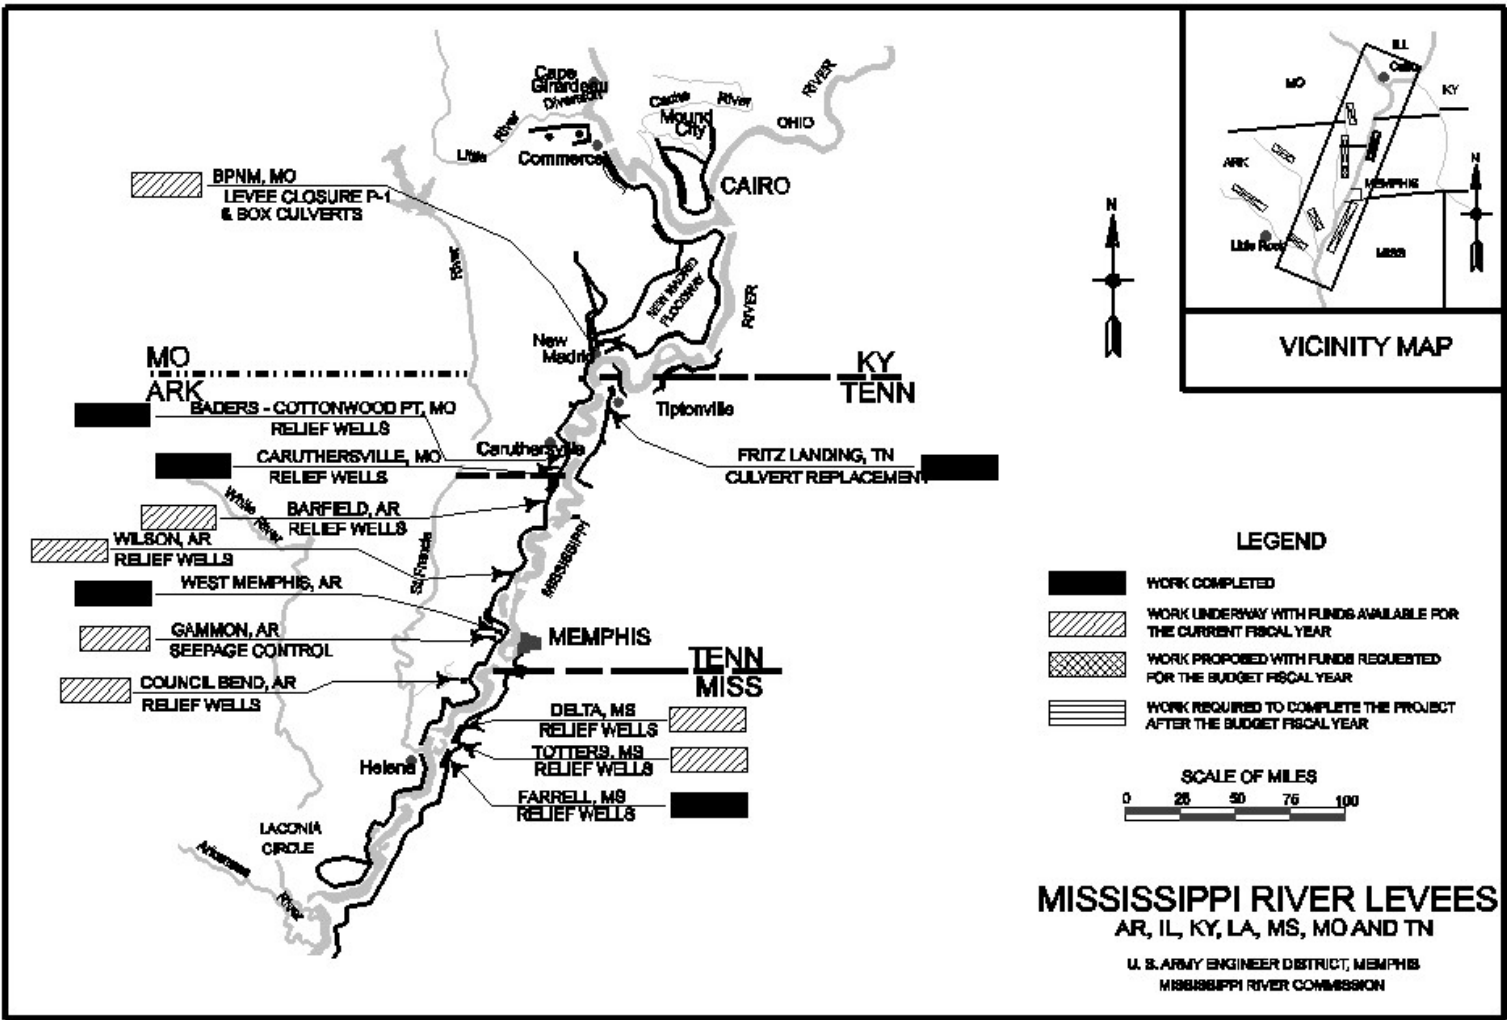 Cape
Girardeau
Diversion
River
Little
Commerce
Cache River
Mound
City
OHIO RIVER
CAIRO
BPNM, MO
LEVEE CLOSURE P-1
& BOX CULVERTS
River
NEW MADRID
FLOODWAY
RIVER
New
Madrid
MO
ARK
KY
TENN
Tiptonville
BADERS - COTTONWOOD PT, MO
RELIEF WELLS
Caruthersville
CARUTHERSVILLE, MO
RELIEF WELLS
FRITZ LANDING, TN
CULVERT REPLACEMENT
White River
BARFIELD, AR
RELIEF WELLS
WILSON, AR
RELIEF WELLS
St. Francis
MISSISSIPPI
WEST MEMPHIS, AR
GAMMON, AR
SEEPAGE CONTROL
MEMPHIS
TENN
MISS
COUNCIL BEND, AR
RELIEF WELLS
DELTA, MS
RELIEF WELLS
TOTTERS, MS
RELIEF WELLS
Helena
FARRELL, MS
RELIEF WELLS
LACONIA
CIRCLE
Arkansas
River
N
ILL
Cairo
MO
KY
ARK
MEMPHIS
N
Little Rock
MISS
VICINITY MAP
LEGEND
WORK COMPLETED
WORK UNDERWAY WITH FUNDS AVAILABLE FOR
THE CURRENT FISCAL YEAR
WORK PROPOSED WITH FUNDS REQUESTED
FOR THE BUDGET FISCAL YEAR
WORK REQUIRED TO COMPLETE THE PROJECT
AFTER THE BUDGET FISCAL YEAR
SCALE OF MILES
0 25 50 75 100
MISSISSIPPI RIVER LEVEES
AR, IL, KY, LA, MS, MO AND TN
U. S. ARMY ENGINEER DISTRICT, MEMPHIS
MISSISSIPPI RIVER COMMISSION